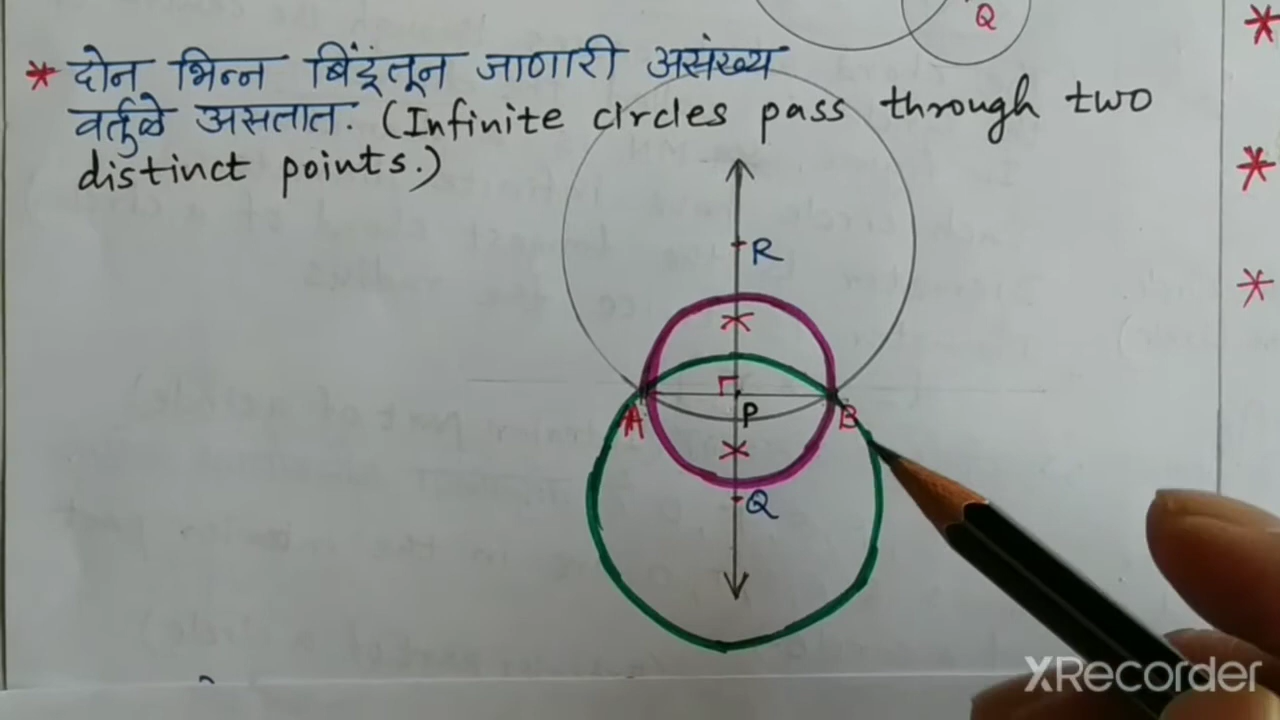 Q
* दोन भिन्न बिंदूंतून जाणारी असंख्य
वर्तुळे असतात. (Infinite circles pass through two
distinct points.)
R
A
P
B
Q
XRecorder